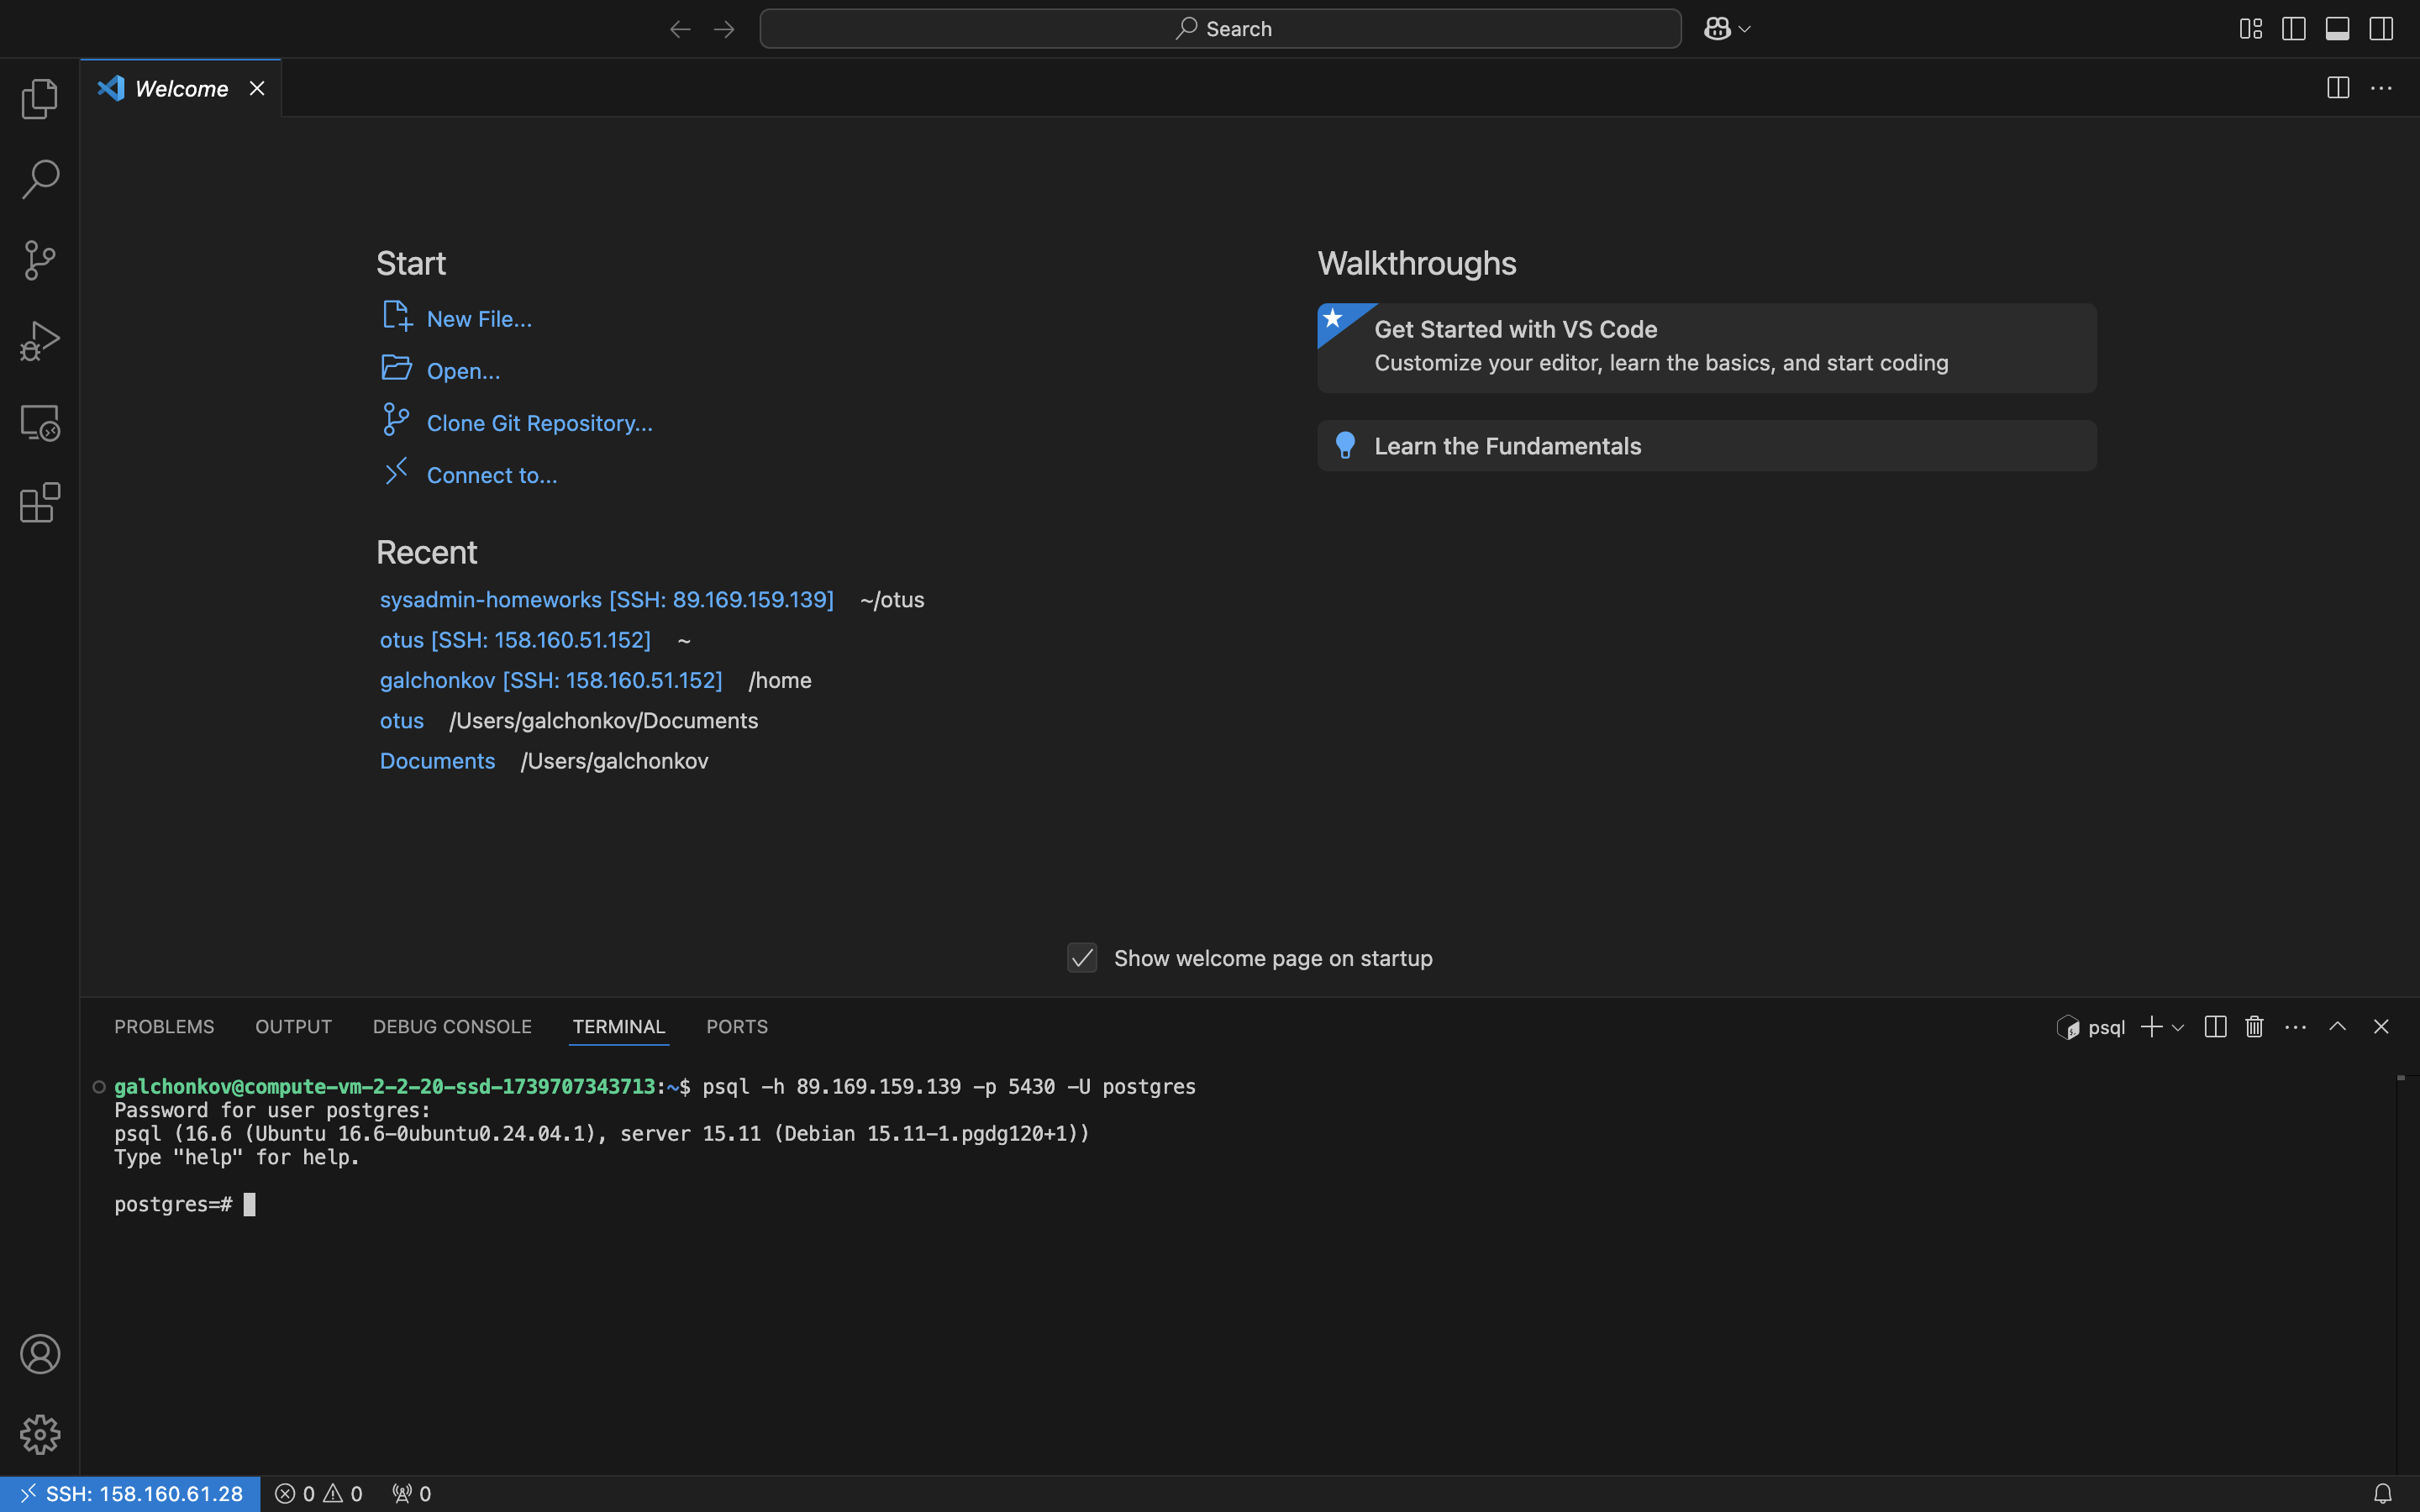 Search
Welcome
Start
New File...
Open...
Clone Git Repository...
Connect to...
Recent
sysadmin-homeworks [SSH: 89.169.159.139] ~/otus
otus [SSH: 158.160.51.152] ~
galchonkov [SSH: 158.160.51.152] /home
otus /Users/galchonkov/Documents
Documents /Users/galchonkov
Walkthroughs
Get Started with VS Code
Customize your editor, learn the basics, and start coding
Learn the Fundamentals
Show welcome page on startup
PROBLEMS OUTPUT DEBUG CONSOLE TERMINAL PORTS
psql
galchonkov@compute-vm-2-2-20-ssd-1739707343713:~$ psql -h 89.169.159.139 -p 5430 -U postgres
Password for user postgres:
psql (16.6 (Ubuntu 16.6-0ubuntu0.24.04.1), server 15.11 (Debian 15.11-1.pgdg120+1))
Type "help" for help.
postgres=#
SSH: 158.160.61.28 0 0 0